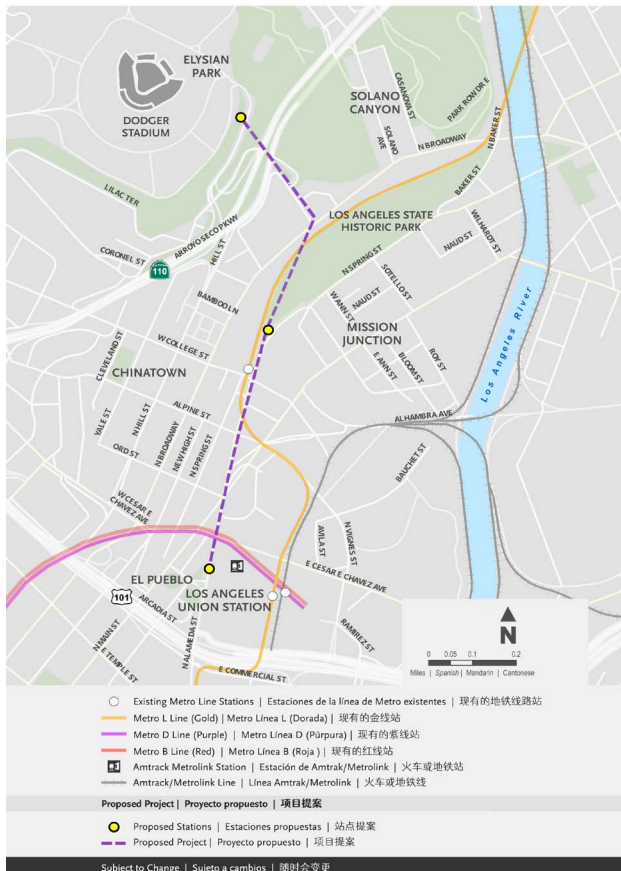 ELYSIAN
PARK
DODGER
STADIUM
SOLANO
CANYON
CASANOVA ST
PARK ROW DR E
SOLANO
AVE
N BROADWAY
N BAKER ST
BAKER ST
LILAC TER
ARROYO SECO PKWY
HILL ST
CORONEL ST
110
LOS ANGELES STATE
HISTORIC PARK
WILHARDT ST
NAUD ST
N SPRING ST
SOTELLO ST
NAUD ST
W ANN ST
BAMBOO LN
MISSION
JUNCTION
ROY ST
BLOOM ST
E ANN ST
Los Angeles River
CLEVELAND ST
W COLLEGE ST
CHINATOWN
ALPINE ST
YALE ST
N HILL ST
N BROADWAY
NEW HIGH ST
N SPRING ST
ORD ST
ALHAMBRA AVE
BAUCHET ST
W CESAR E
CHAVEZ AVE
AVILA ST
N VIGNES ST
E CESAR E CHAVEZ AVE
EL PUEBLO
LOS ANGELES
UNION STATION
101
ARCADIA ST
N MAIN ST
E TEMPLE ST
N ALAMEDA ST
RAMIREZ ST
E COMMERCIAL ST
N
0 0.05 0.1 0.2
Miles | Spanish | Mandarin | Cantonese
Existing Metro Line Stations | Estaciones de la línea de Metro existentes | 现有的地铁线路站
Metro L Line (Gold) | Metro Línea L (Dorada) | 现有的金线站
Metro D Line (Purple) | Metro Línea D (Púrpura) | 现有的紫线站
Metro B Line (Red) | Metro Línea B (Roja ) | 现有的红线站
Amtrack Metrolink Station | Estación de Amtrak/Metrolink | 火车或地铁站
Amtrack/Metrolink Line | Línea Amtrak/Metrolink | 火车或地铁线
Proposed Project | Proyecto propuesto | 项目提案
Proposed Stations | Estaciones propuestas | 站点提案
Proposed Project | Proyecto propuesto | 项目提案
Subject to Change | Sujeto a cambios | 随时会变更